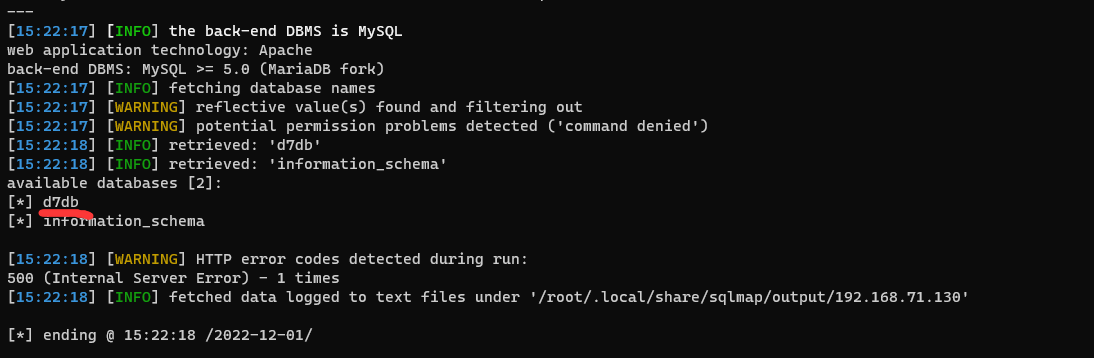 ---
[15:22:17] [INFO] the back-end DBMS is MySQL
web application technology: Apache
back-end DBMS: MySQL >= 5.0 (MariaDB fork)
[15:22:17] [INFO] fetching database names
[15:22:17] [WARNING] reflective value(s) found and filtering out
[15:22:17] [WARNING] potential permission problems detected ('command denied')
[15:22:18] [INFO] retrieved: 'd7db'
[15:22:18] [INFO] retrieved: 'information_schema'
available databases [2]:
[*] d7db
[*] information_schema
[15:22:18] [WARNING] HTTP error codes detected during run:
500 (Internal Server Error) - 1 times
[15:22:18] [INFO] fetched data logged to text files under '/root/.local/share/sqlmap/output/192.168.71.130'
[*] ending @ 15:22:18 /2022-12-01/